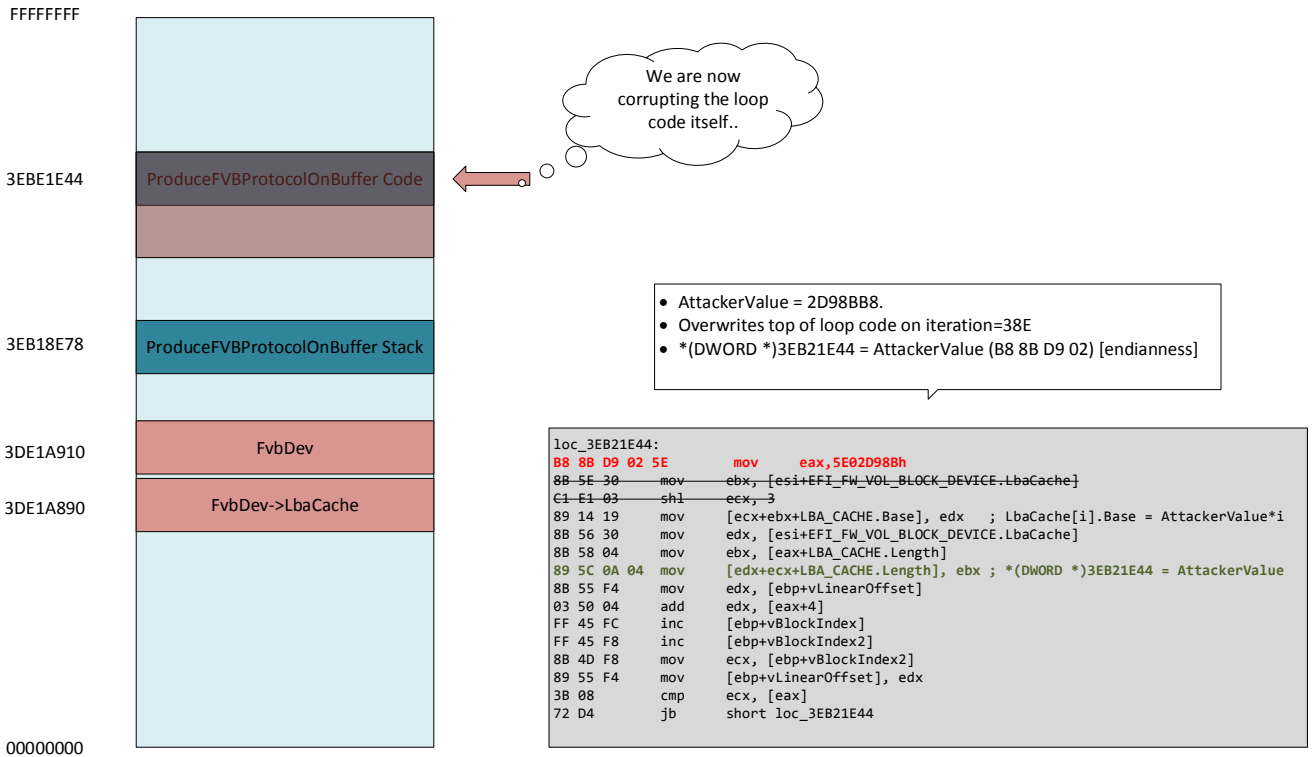 FFFFFFFF
We are now
corrupting the loop
code itself..
3EBE1E44
ProduceFVBProtocolOnBuffer Code
• AttackerValue = 2D98BB8.
• Overwrites top of loop code on iteration=38E
• *(DWORD *)3EB21E44 = AttackerValue (B8 8B D9 02) [endianness]
3EB18E78
ProduceFVBProtocolOnBuffer Stack
3DE1A910
FvbDev
3DE1A890
FvbDev->LbaCache
00000000
loc_3EB21E44:
B8 8B D9 02 5E mov eax,5E02D98Bh
8B 5E 30 mov ebx, [esi+EFI_FW_VOL_BLOCK_DEVICE.LbaCache]
C1 E1 03 shl ecx, 3
89 14 19 mov [ecx+ebx+LBA_CACHE.Base], edx ; LbaCache[i].Base = AttackerValue*i
8B 56 30 mov edx, [esi+EFI_FW_VOL_BLOCK_DEVICE.LbaCache]
8B 58 04 mov ebx, [eax+LBA_CACHE.Length]
89 5C 0A 04 mov [edx+ecx+LBA_CACHE.Length], ebx ; *(DWORD *)3EB21E44 = AttackerValue
8B 55 F4 mov edx, [ebp+vLinearOffset]
03 50 04 add edx, [eax+4]
FF 45 FC inc [ebp+vBlockIndex]
FF 45 F8 inc [ebp+vBlockIndex2]
8B 4D F8 mov ecx, [ebp+vBlockIndex2]
89 55 F4 mov [ebp+vLinearOffset], edx
3B 08 cmp ecx, [eax]
72 D4 jb short loc_3EB21E44